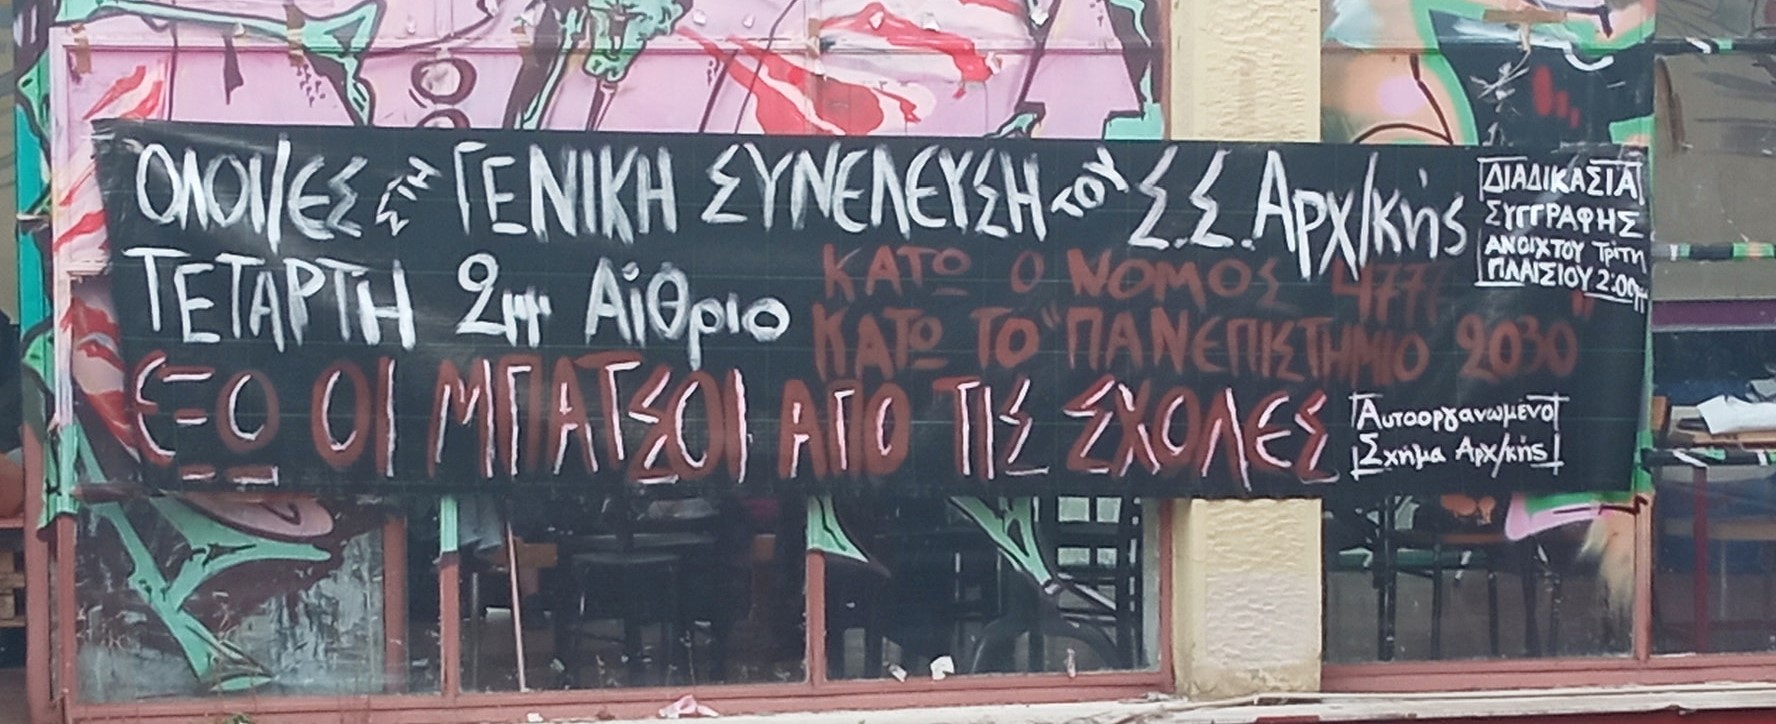 ΟΛΟΙ/ΕΣ ΣΤΗ ΓΕΝΙΚΗ ΣΥΝΕΛΕΥΣΗ ΤΟΥ Σ.Σ. Αρχ/κής
ΤΕΤΑΡΤΗ 2μμ Αίθριο
ΚΑΤΩ Ο ΝΟΜΟΣ
ΚΑΤΩ ΤΟ "ΠΑΝΕΠΙΣΤΗΜΙΟ 2030"
ΕΞΩ ΟΙ ΜΠΑΤΣΟΙ ΑΠΟ ΤΙΣ ΣΧΟΛΕΣ
ΔΙΑΔΙΚΑΣΙΑ
ΣΥΓΓΡΑΦΗΣ
ΑΝΟΙΧΤΟΥ Τρίτη
ΠΛΑΙΣΙΟΥ 2:00μμ
Αυτοοργανωμένο
Σχήμα Αρχ/κής